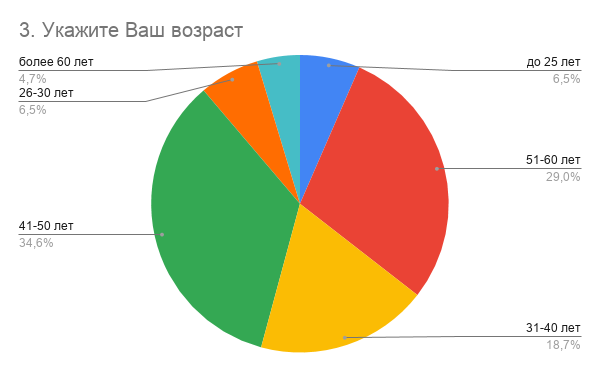 3. Укажите Ваш возраст
более 60 лет
4,7%
26-30 лет
6,5%
41-50 лет
34,6%
до 25 лет
6,5%
51-60 лет
29,0%
31-40 лет
18,7%